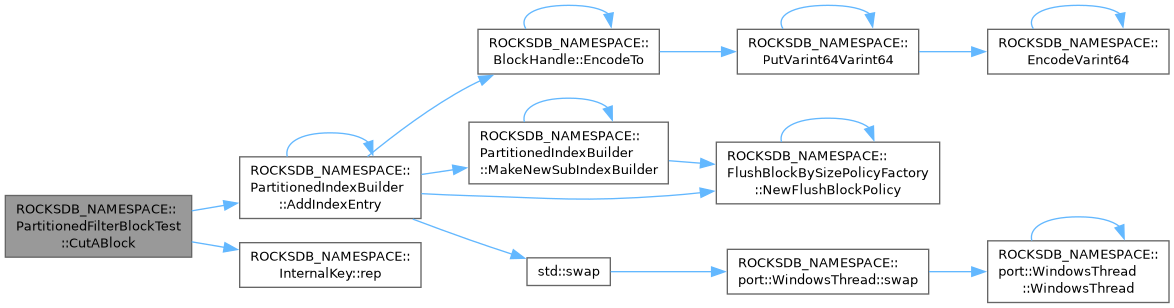 ROCKSDB_NAMESPACE::
PartitionedFilterBlockTest
::CutABlock
ROCKSDB_NAMESPACE::
PartitionedIndexBuilder
::AddIndexEntry
ROCKSDB_NAMESPACE::
InternalKey::rep
ROCKSDB_NAMESPACE::
BlockHandle::EncodeTo
ROCKSDB_NAMESPACE::
PartitionedIndexBuilder
::MakeNewSubIndexBuilder
std::swap
ROCKSDB_NAMESPACE::
PutVarint64Varint64
ROCKSDB_NAMESPACE::
FlushBlockBySizePolicyFactory
::NewFlushBlockPolicy
ROCKSDB_NAMESPACE::
port::WindowsThread::swap
ROCKSDB_NAMESPACE::
EncodeVarint64
ROCKSDB_NAMESPACE::
port::WindowsThread
::WindowsThread